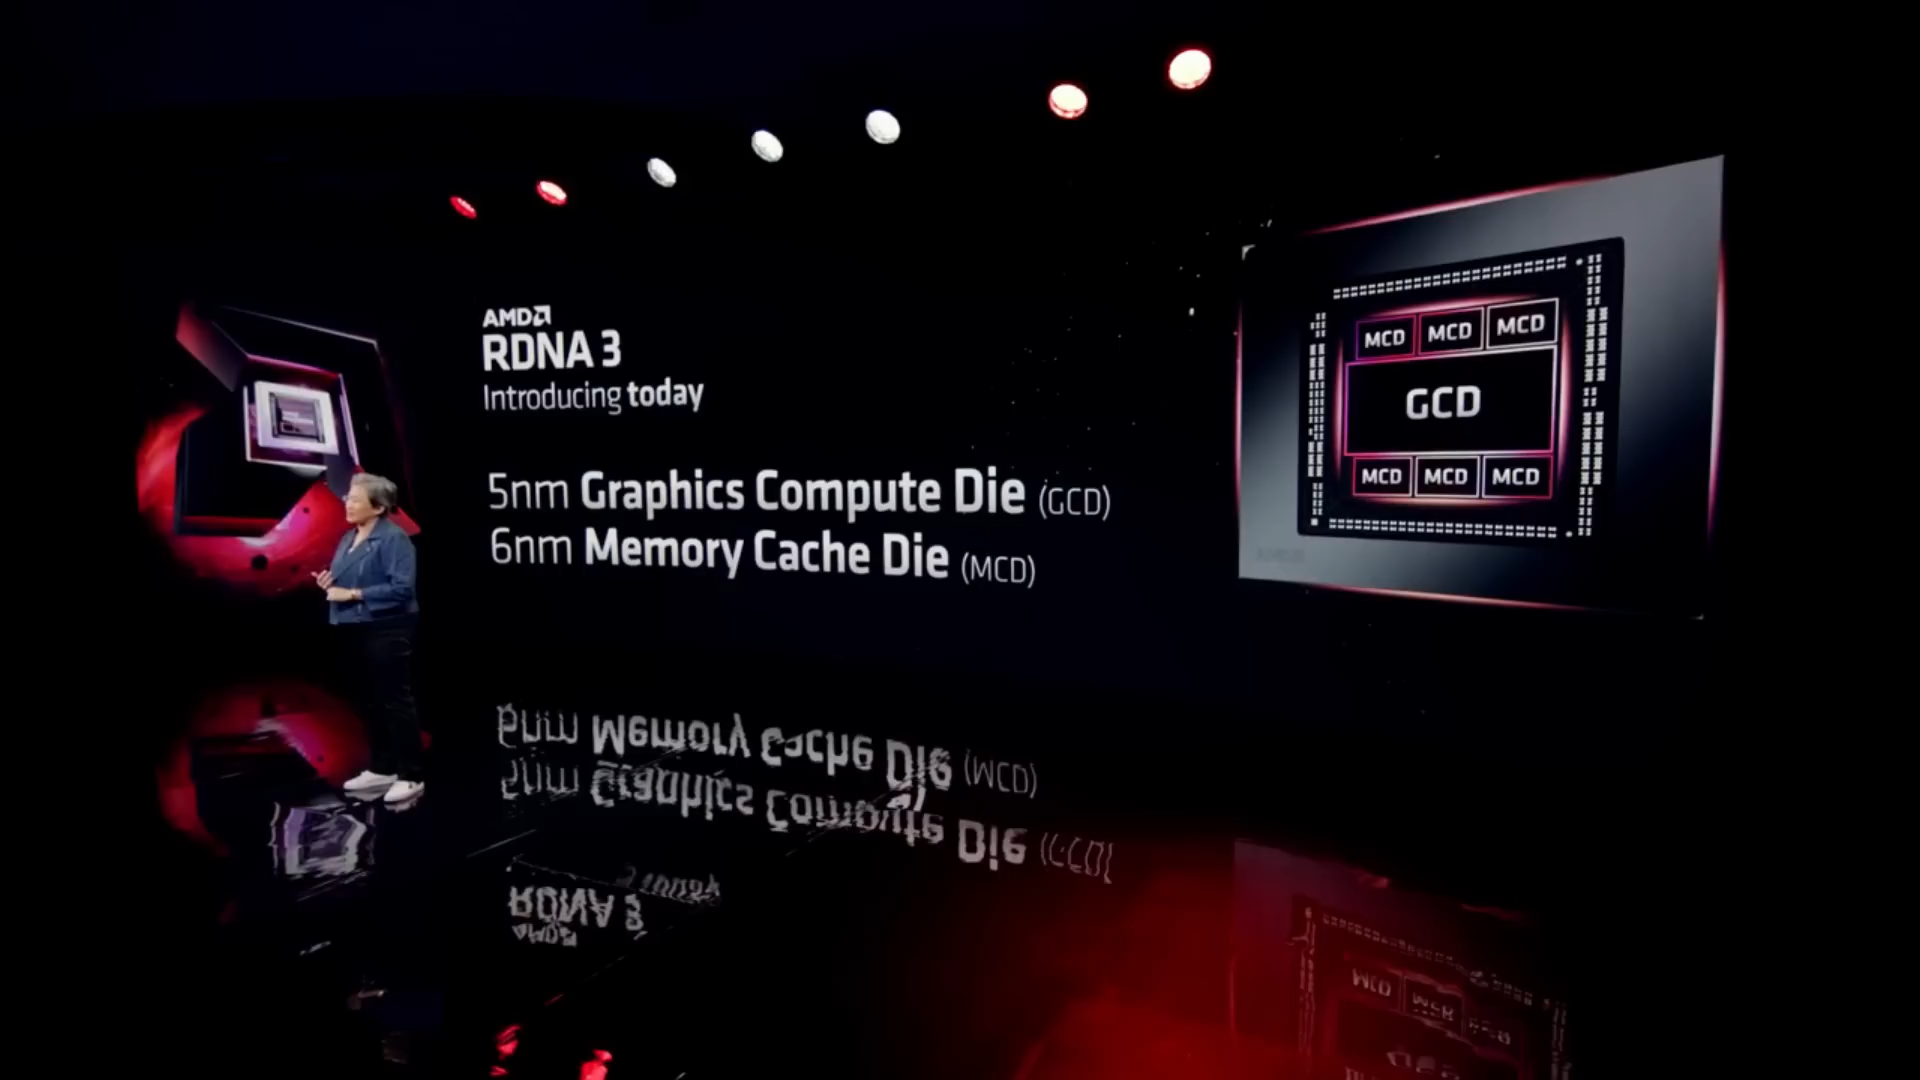 AMD
RDNA 3
Introducing today
5nm Graphics Compute Die (GCD)
6nm Memory Cache Die (MCD)
MCD MCD MCD
GCD
MCD MCD MCD